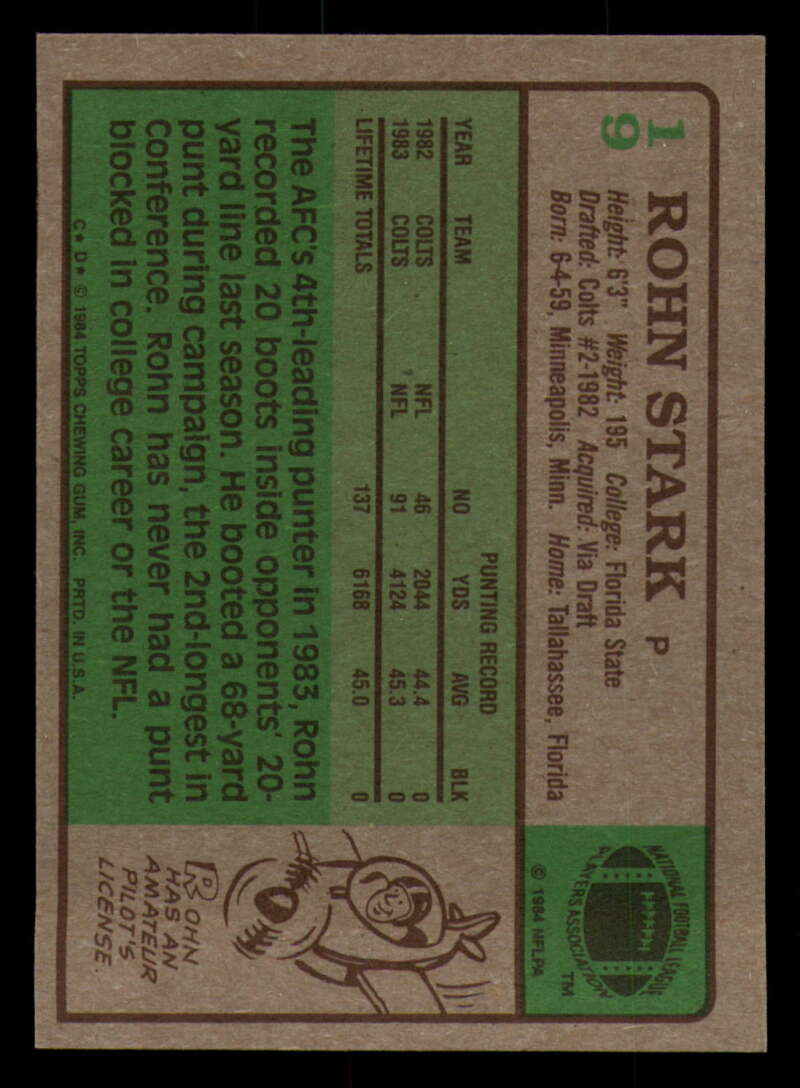 19
ROHN STARK P
Height: 6'3" Weight: 195 College: Florida State
Drafted: Colts #2-1982 Acquired: Via Draft
Born: 6-4-59, Minneapolis, Minn. Home: Tallahassee, Florida
NATIONAL FOOTBALL LEAGUE
PLAYERS ASSOCIATION
TM
© 1984 NFLPA
PUNTING RECORD
YEAR TEAM NO YDS AVG BLK
1982 COLTS NFL 46 2044 44.4 0
1983 COLTS NFL 91 4124 45.3 0
LIFETIME TOTALS 137 6168 45.0 0
The AFC's 4th-leading punter in 1983, Rohn
recorded 20 boots inside opponents' 20-
yard line last season. He booted a 68-yard
punt during campaign, the 2nd-longest in
Conference. Rohn has never had a punt
blocked in college career or the NFL.
C* D* © 1984 TOPPS CHEWING GUM, INC. PRTD. IN U.S.A.
ROHN
HAS AN
AMATEUR
PILOT'S
LICENSE.